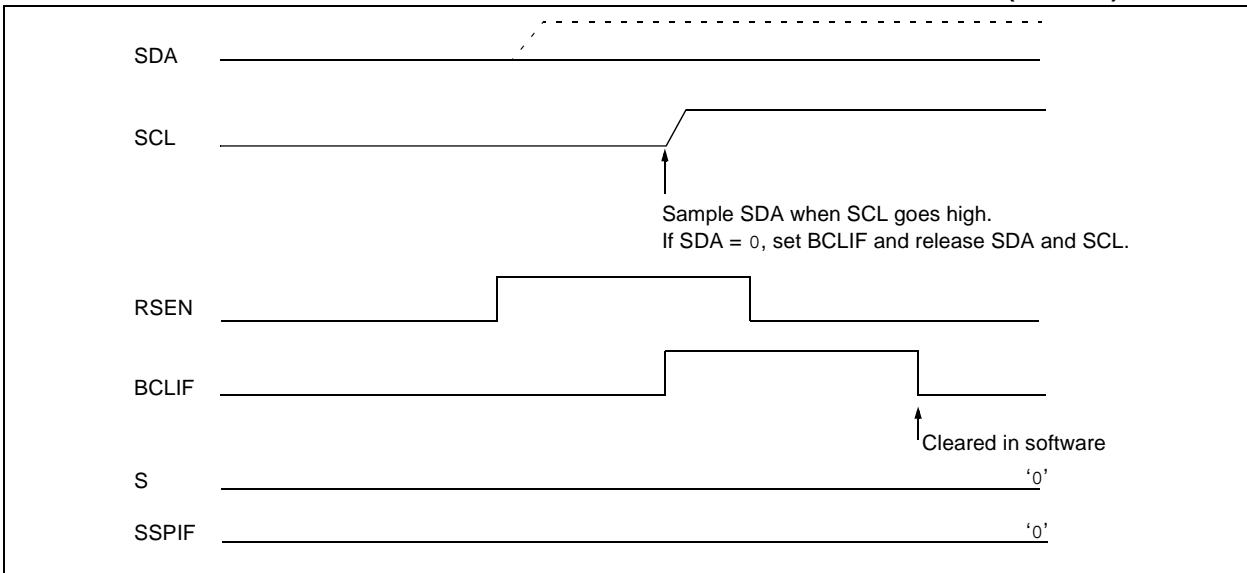 SDA
SCL
Sample SDA when SCL goes high.
If SDA = 0, set BCLIF and release SDA and SCL.
RSEN
BCLIF
Cleared in software
S ‘0’
SSPIF ‘0’